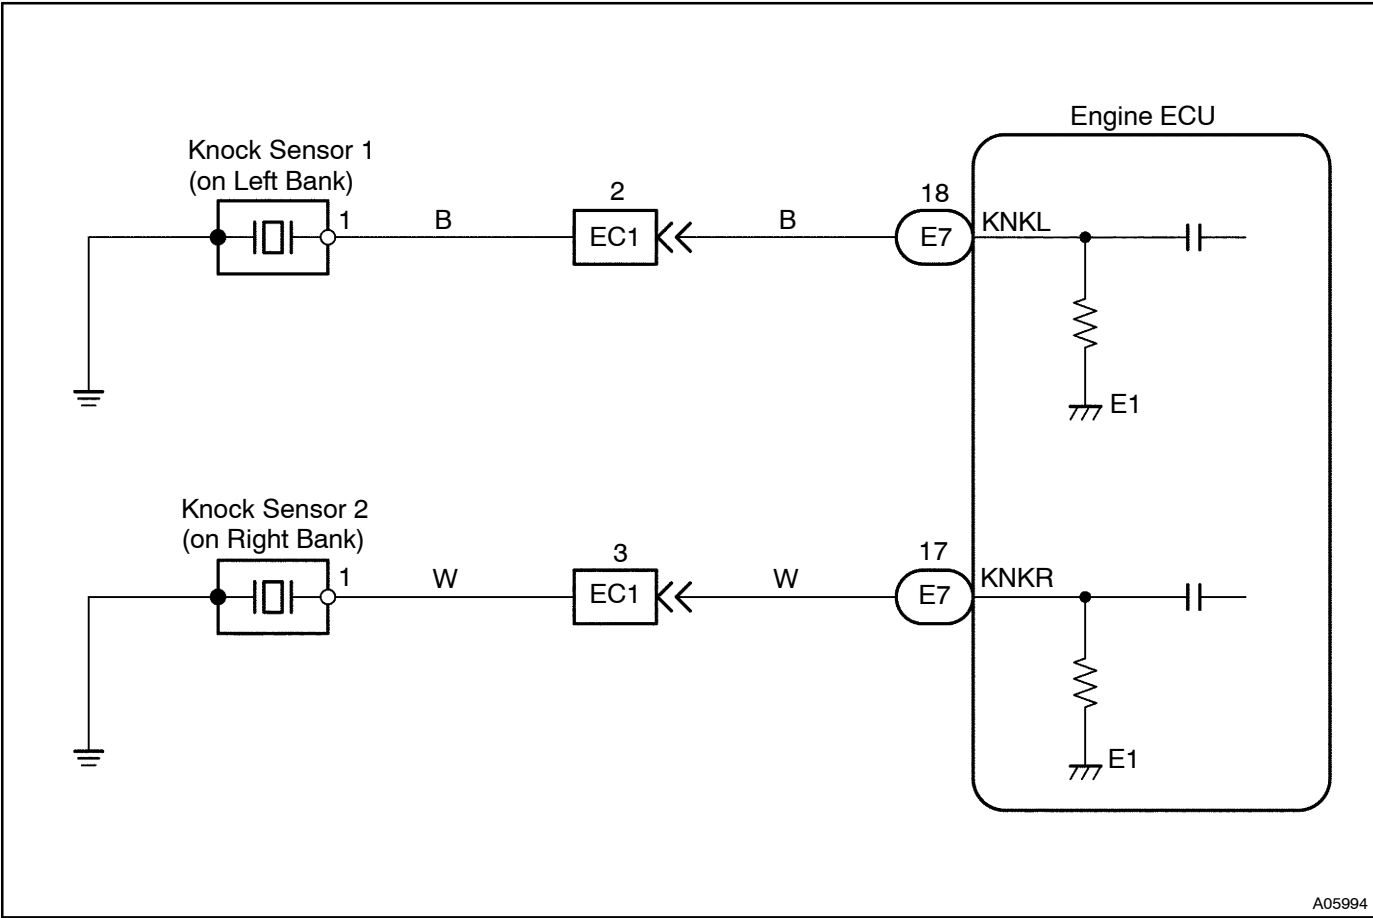 Engine ECU
Knock Sensor 1
(on Left Bank)
1
B
2
EC1
B
18
E7
KNKL
E1
Knock Sensor 2
(on Right Bank)
1
W
3
EC1
W
17
E7
KNKR
E1
A05994